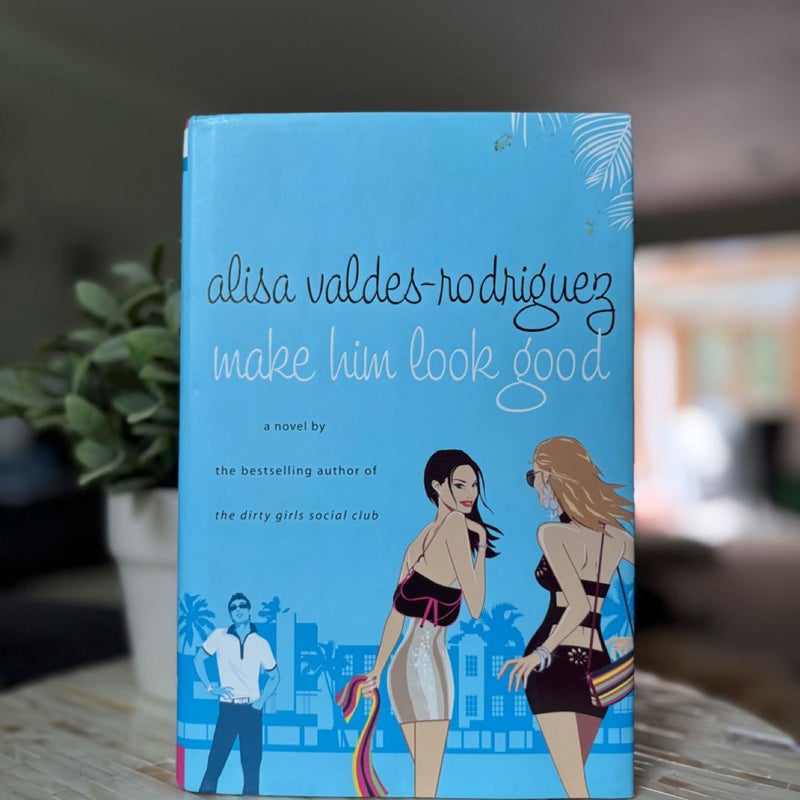 alisa valdes-rodriguez
make him look good
a novel by
the bestselling author of
the dirty girls social club